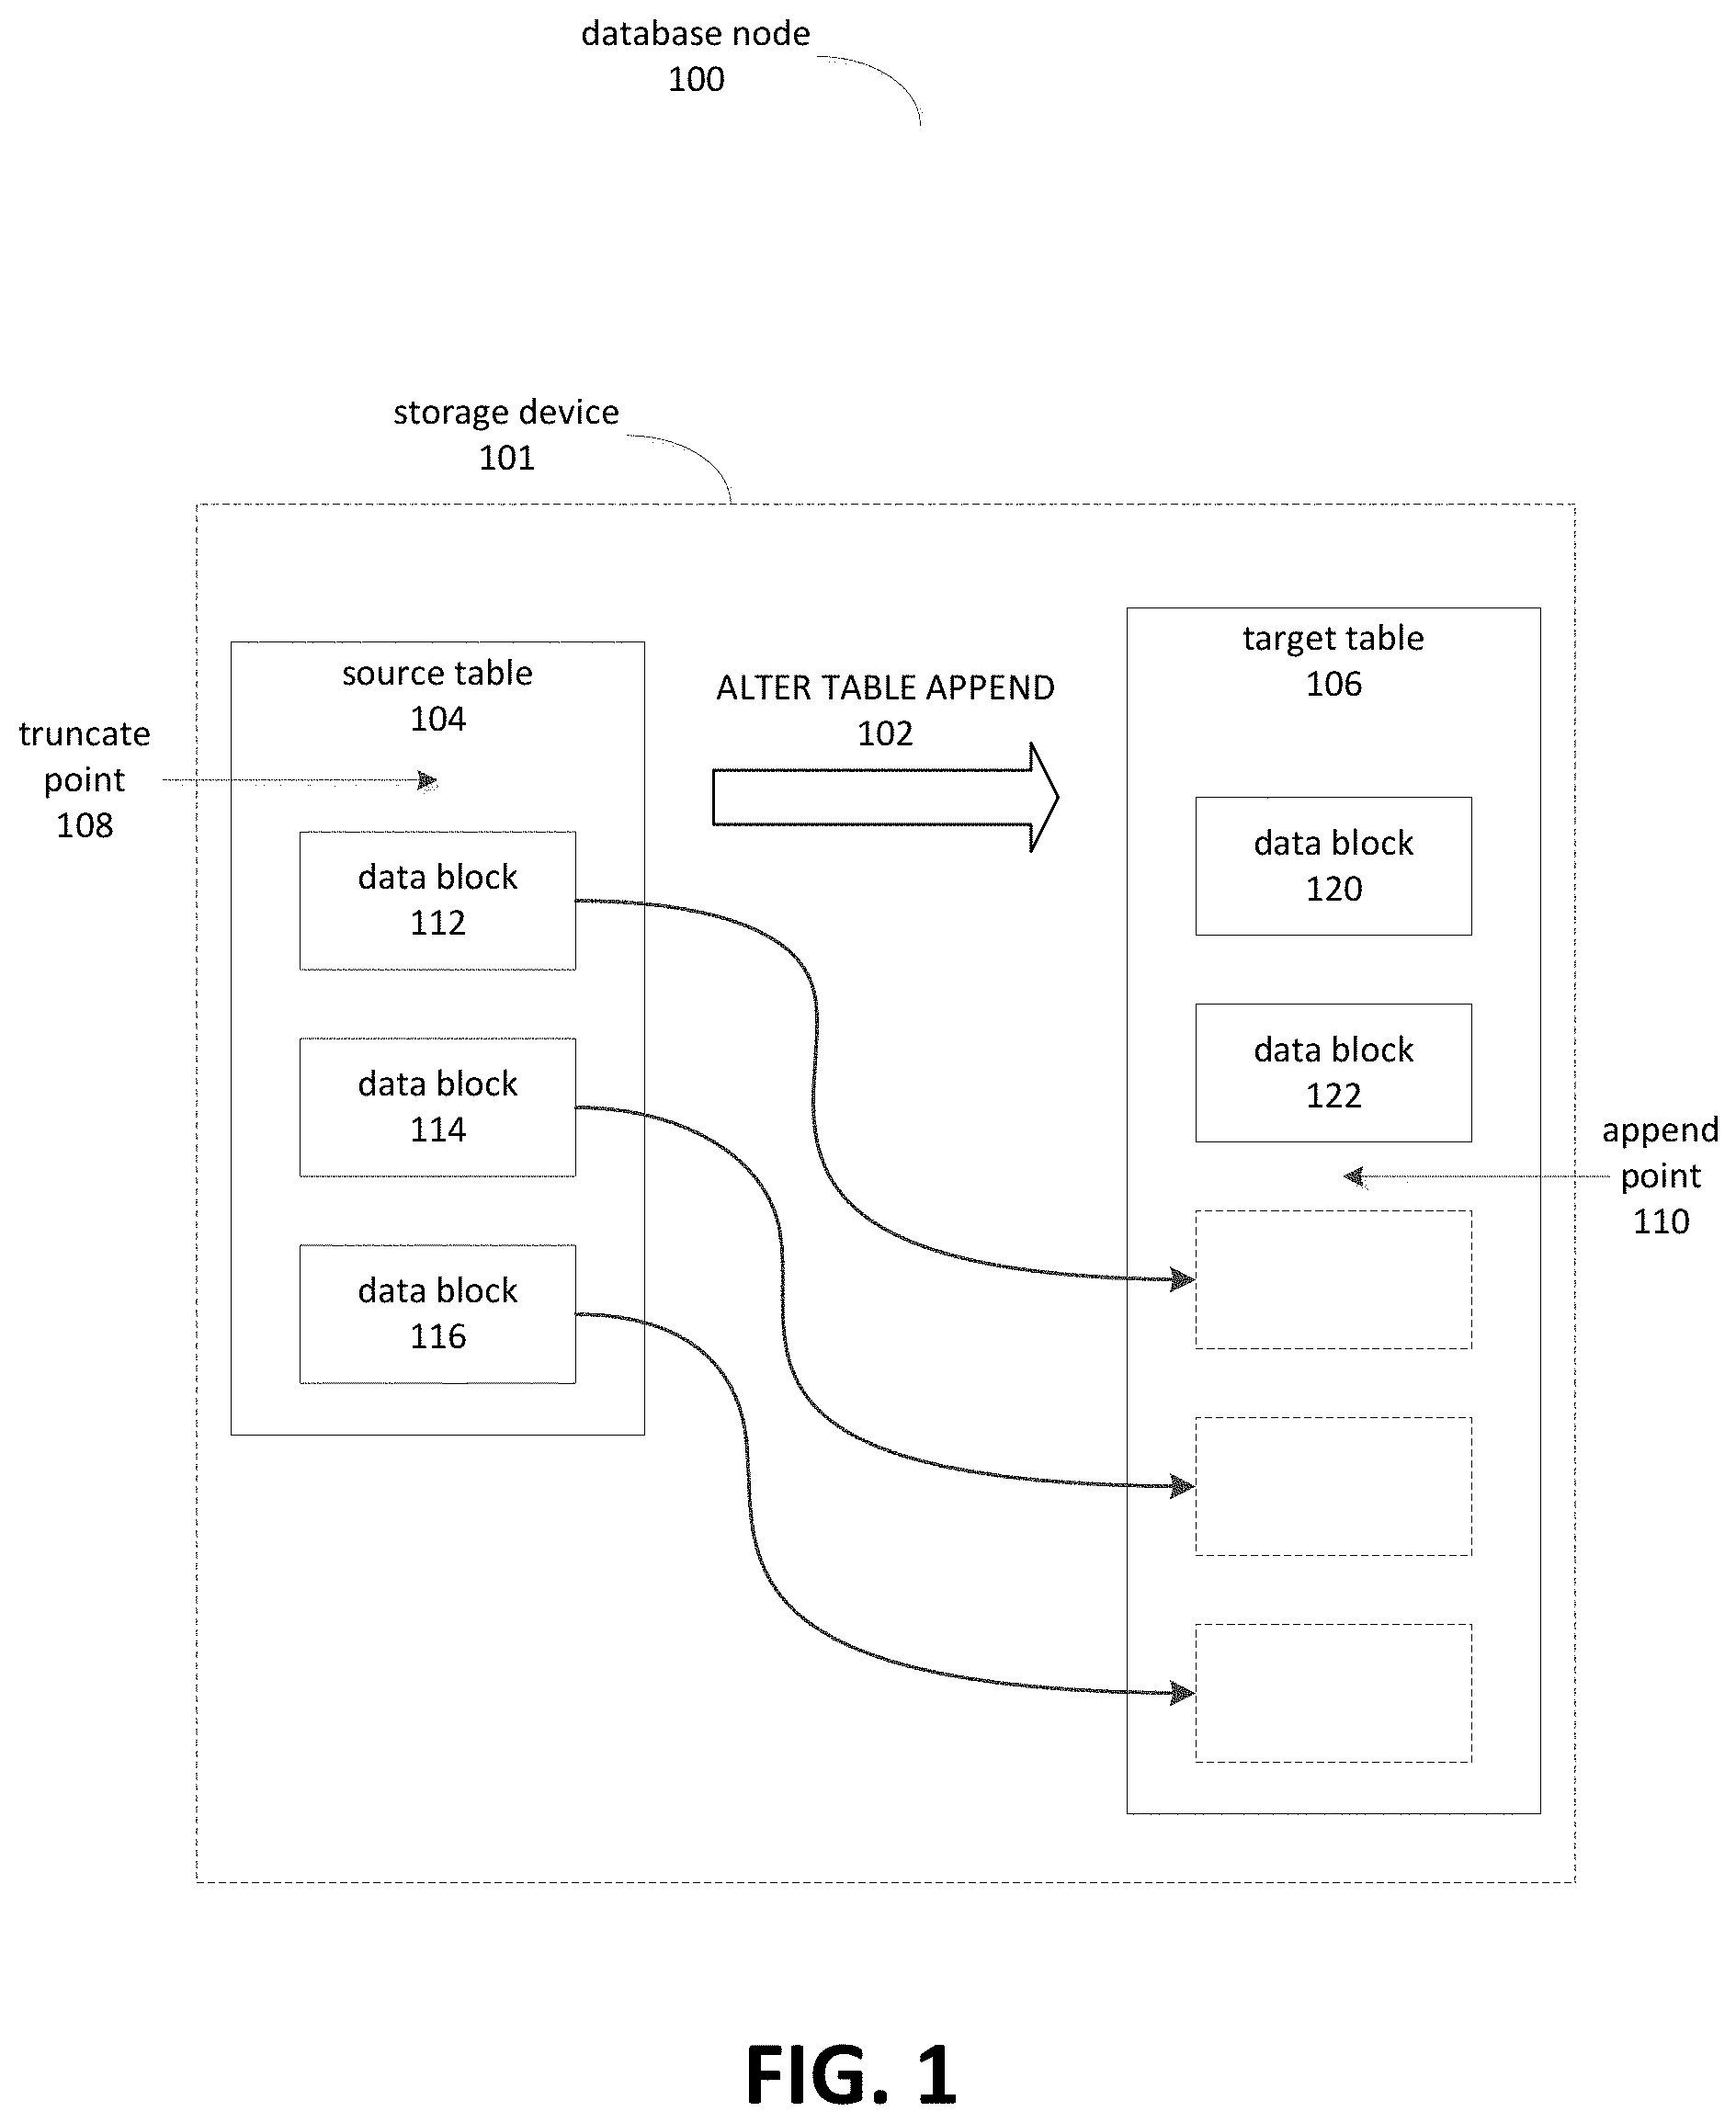 database node
100
storage device
101
source table
104
truncate
point
108
data block
112
data block
114
data block
116
ALTER TABLE APPEND
102
target table
106
data block
120
data block
122
append
point
110
FIG. 1